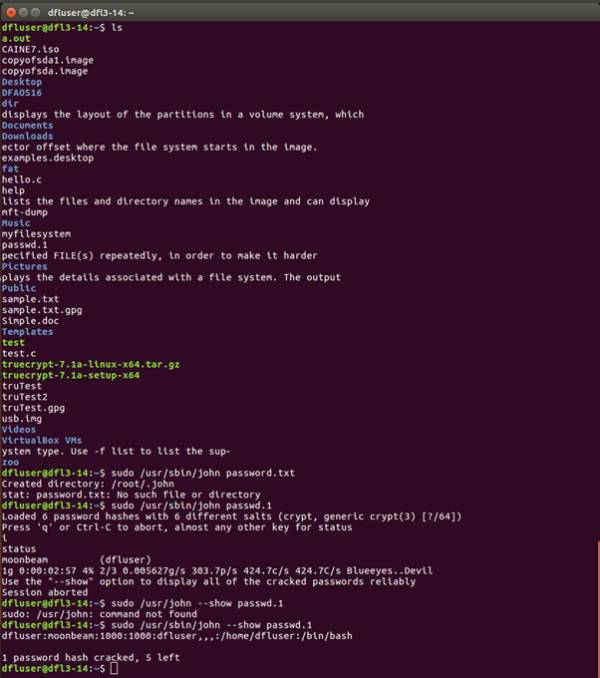 dfluser@dfl3-14: ~
dfluser@dfl3-14:~$ ls
a.out
CAINE7.iso
copyofsda1.image
copyofsda.image
Desktop
DFAOS16
dir
displays the layout of the partitions in a volume system, which
Documents
Downloads
ector offset where the file system starts in the image.
examples.desktop
fat
hello.c
help
lists the files and directory names in the image and can display
mft-dump
Music
myfilesystem
passwd.1
pecified FILE(s) repeatedly, in order to make it harder
Pictures
plays the details associated with a file system. The output
Public
sample.txt
sample.txt.gpg
Simple.doc
Templates
test
test.c
truecrypt-7.1a-linux-x64.tar.gz
truecrypt-7.1a-setup-x64
truTest
truTest2
truTest.gpg
usb.img
Videos
VirtualBox VMs
ystem type. Use -f list to list the sup-
zoo
dfluser@dfl3-14:~$ sudo /usr/sbin/john password.txt
Created directory: /root/.john
stat: password.txt: No such file or directory
dfluser@dfl3-14:~$ sudo /usr/sbin/john passwd.1
Loaded 6 password hashes with 6 different salts (crypt, generic crypt(3) [?/64])
Press 'q' or Ctrl-C to abort, almost any other key for status
i
status
moonbeam         (dfluser)
1g 0:00:02:57 4% 2/3 0.005627g/s 303.7p/s 424.7c/s 424.7C/s Blueeyes..Devil
Use the "--show" option to display all of the cracked passwords reliably
Session aborted
dfluser@dfl3-14:~$ sudo /usr/john --show passwd.1
sudo: /usr/john: command not found
dfluser@dfl3-14:~$ sudo /usr/sbin/john --show passwd.1
dfluser:moonbeam:1000:1000:dfluser,,,:/home/dfluser:/bin/bash

1 password hash cracked, 5 left
dfluser@dfl3-14:~$